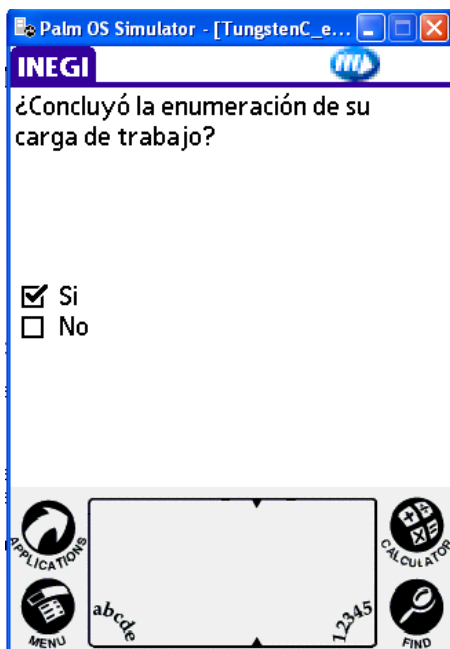 Palm OS Simulator - [TungstenC_e...
INEGI
¿Concluyó la enumeración de su
carga de trabajo?
Si
No
APPLICATIONS
CALCULATOR
abcde
12345
MENU
FIND